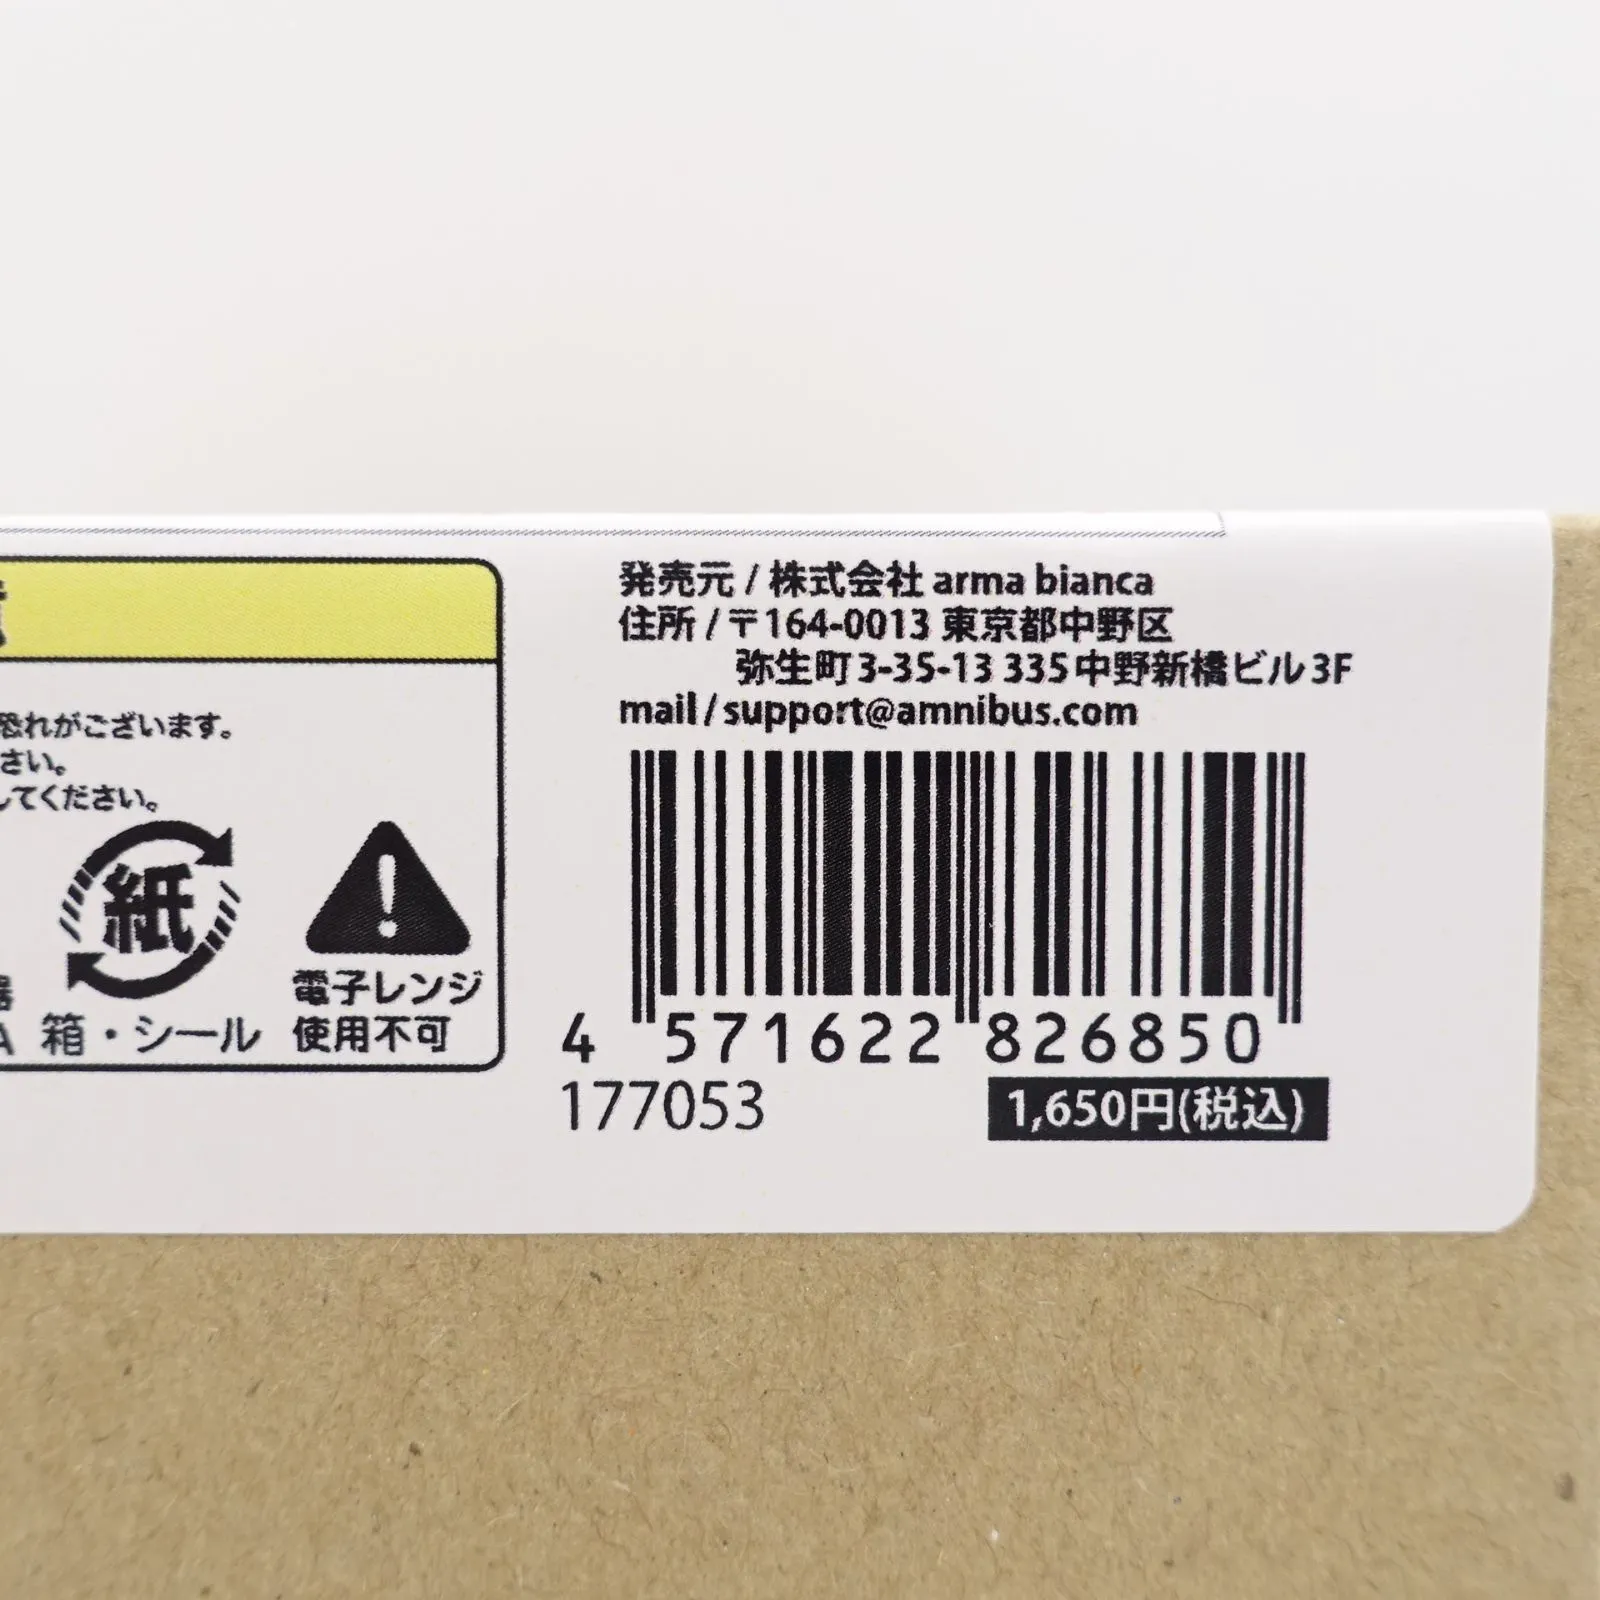 恐れがございます。
さい。
してください。
紙
箱・シール
電子レンジ
使用不可
発売元 / 株式会社 arma bianca
住所 / 〒164-0013 東京都中野区
弥生町 3-35-13 335 中野新橋ビル 3F
mail / support@amnibus.com
4 571622 826850
177053
1,650円(税込)